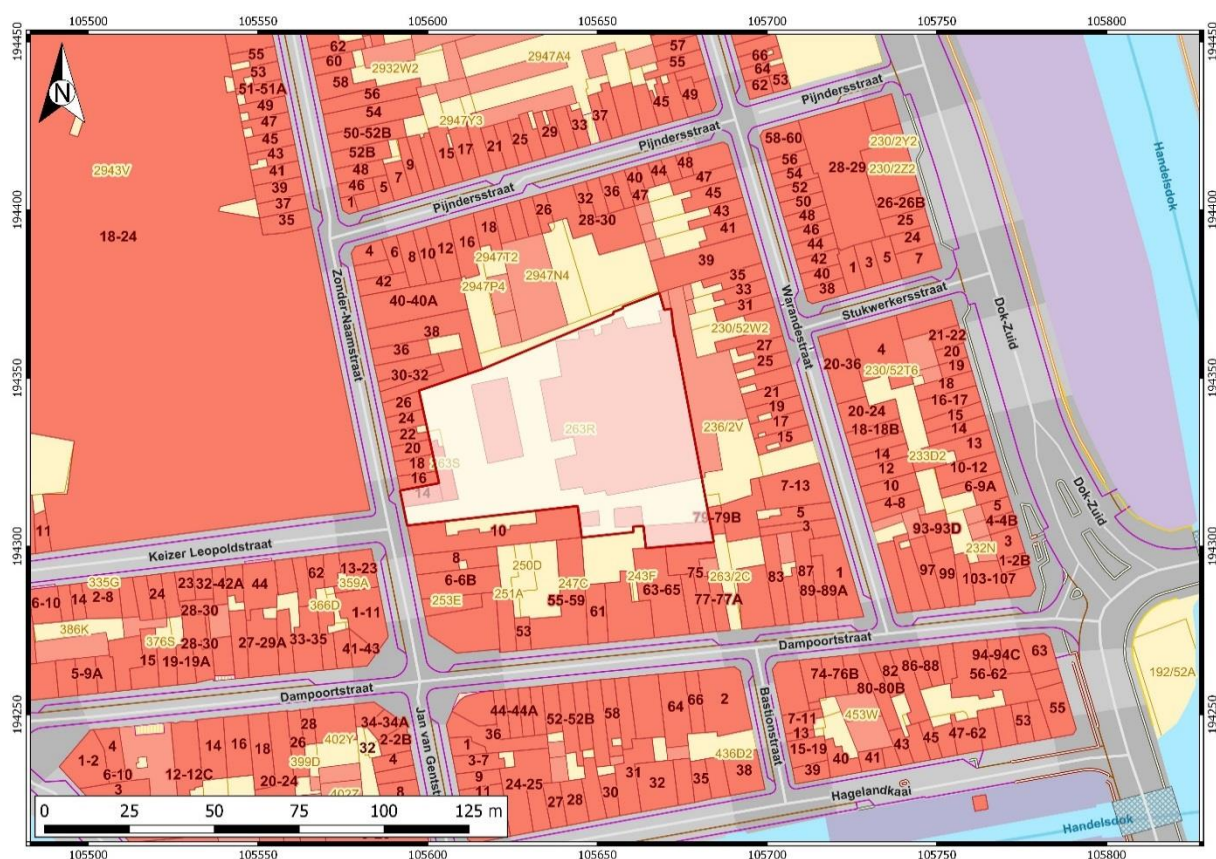 105500 105550 105600 105650 105700 105750 105800
194450 194450
N
55
53
51-51A
49
47
45
43
41
39
37
35
2943V
18-24
11
62
60
58
2932W2
56
54
50-52B
52B
48
46
1
5
7
9
2947Y3
15 17
21
25
29
33
37
2947A4
57
55
45
49
66
64
62
53
Pijndersstraat
Pijndersstraat
Pijndersstraat
194400 194400
4
6
8
10
12
16
18
26
32
28-30
36
40
47
44
48
47
45
43
41
39
35
33
31
27
25
21
19
17
15
7-13
5
3
42
40-40A
38
36
30-32
26
24
22
20
18
16
14
2947T2
2947P4
2947N4
230/52W2
236/2V
263R
263S
79-79B
10
Zonder-Naamstraat
Warandestraat
58-60
56
54
52
50
48
46
44
42
40
38
28-29
230/2Y2
230/2Z2
26-26B
25
24
7
1
3
5
Stukwerkersstraat
Dok-Zuid
Dok-Zuid
Handelsdok
194350 194350
20-36
4
230/52T6
21-22
20
19
18
16-17
15
14
13
10-12
6-9A
5
4-4B
3
1-2B
20-24
18-18B
14
12
10
4-8
233D2
93-93D
232N
97
99
103-107
194300 194300
Keizer Leopoldstraat
335G
6-10
14
2-8
24
23
32-42A
44
62
13-23
359A
366D
1-11
28-30
28-30
27-29A
33-35
41-43
386K
376S
5-9A
15
19-19A
8
6-6B
253E
250D
251A
247C
55-59
53
61
243F
63-65
75
77-77A
263/2C
83
87
89-89A
1
Dampoortstraat
Dampoortstraat
192/52A
194250 194250
1-2
4
6-10
3
12-12C
14
16
18
20-24
28
26
399D
402Y
402Z
34-34A
32
2-2B
4
8
Jan van Gentstr
44-44A
36
1
3-7
9
11
24-25
52-52B
58
27
28
30
31
32
64
66
2
35
38
436D2
Bastionstraat
74-76B
82
80-80B
86-88
94-94C
56-62
63
55
53
7-11
13
15-19
39
40
453W
41
43
45
47-62
Hagelandkaai
Handelsdok
0 25 50 75 100 125 m
105500 105550 105600 105650 105700 105750 105800